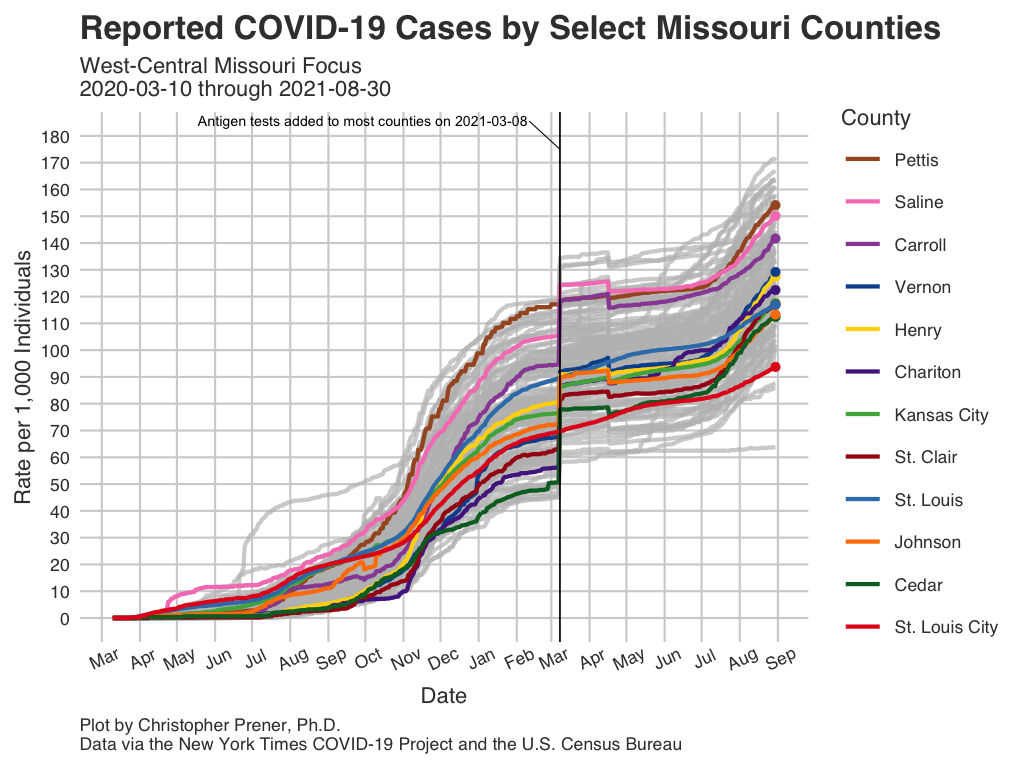 Reported COVID-19 Cases by Select Missouri Counties
West-Central Missouri Focus
2020-03-10 through 2021-08-30
Antigen tests added to most counties on 2021-03-08
Rate per 1,000 Individuals
180
170
160
150
140
130
120
110
100
90
80
70
60
50
40
30
20
10
0
Mar Apr May Jun Jul Aug Sep Oct Nov Dec Jan Feb Mar Apr May Jun Jul Aug Sep
Date
County
Pettis
Saline
Carroll
Vernon
Henry
Chariton
Kansas City
St. Clair
St. Louis
Johnson
Cedar
St. Louis City
Plot by Christopher Prener, Ph.D.
Data via the New York Times COVID-19 Project and the U.S. Census Bureau